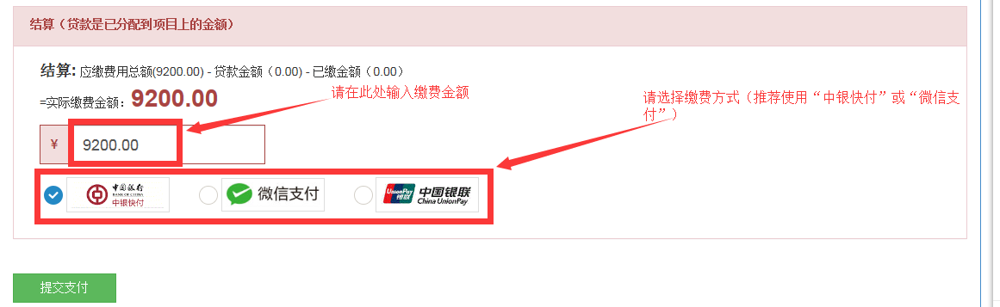 结算（贷款是已分配到项目上的金额）
结算: 应缴费用总额(9200.00) - 贷款金额（0.00) - 已缴金额（0.00）
=实际缴费金额：9200.00
请在此处输入缴费金额
请选择缴费方式（推荐使用“中银快付”或“微信支
付”）
¥ 9200.00
中国银行
BANK OF CHINA
中银快付
微信支付
UnionPay
银联
中国银联
China UnionPay
提交支付